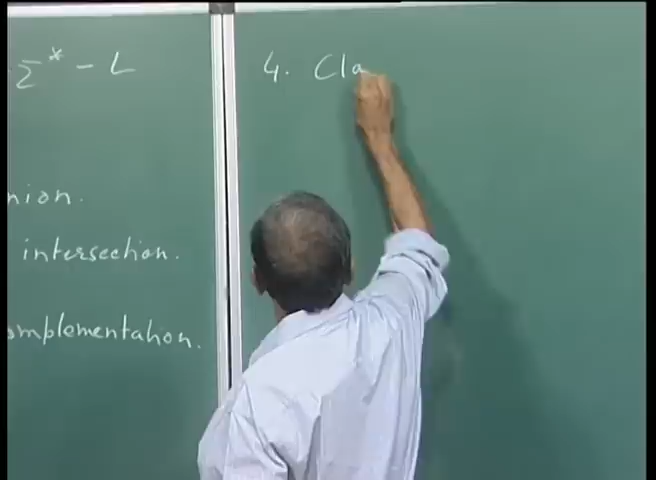 Σ* - L
nion.
intersection.
omplementation.
4. Cla